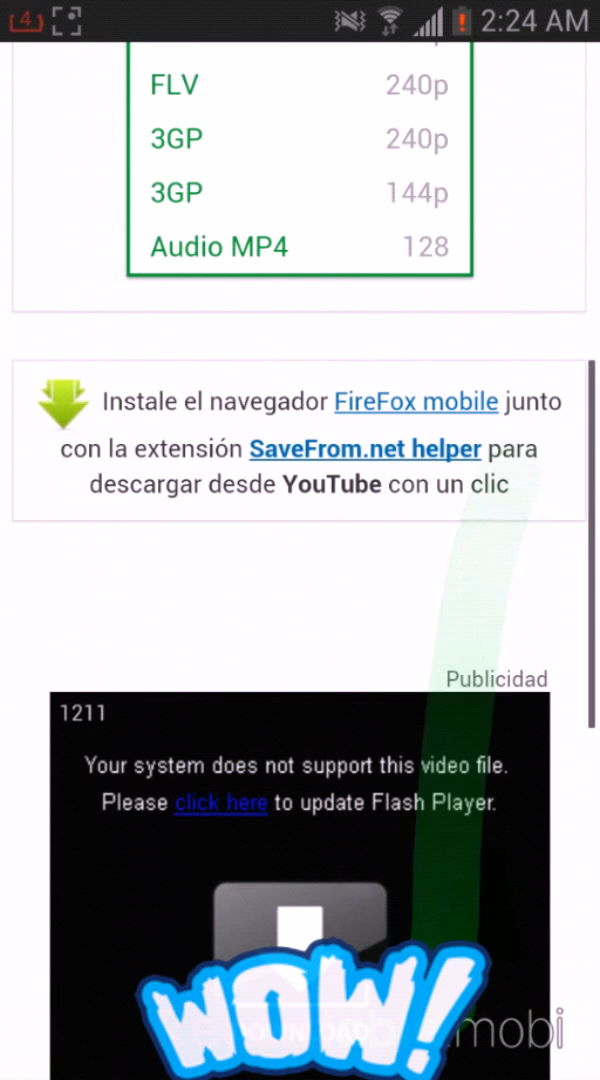 4
2:24 AM
FLV 240p
3GP 240p
3GP 144p
Audio MP4 128
Instale el navegador FireFox mobile junto
con la extensión SaveFrom.net helper para
descargar desde YouTube con un clic
Publicidad
1211
Your system does not support this video file.
Please click here to update Flash Player.
WOW!